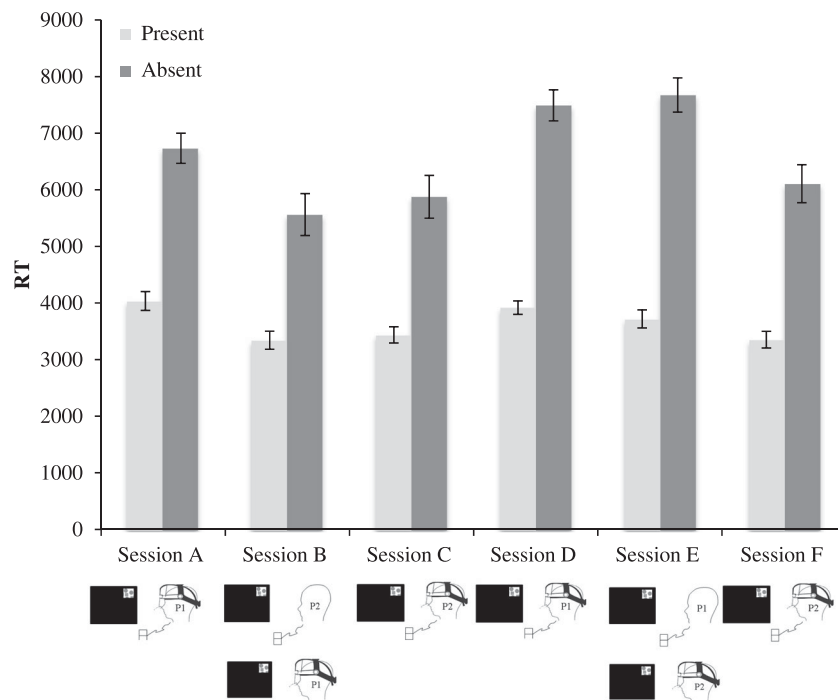 9000
Present
8000
Absent
7000
6000
5000
RT
4000
3000
2000
1000
0
Session A
Session B
Session C
Session D
Session E
Session F
P1
P2
P2
P1
P1
P2
P1
P2